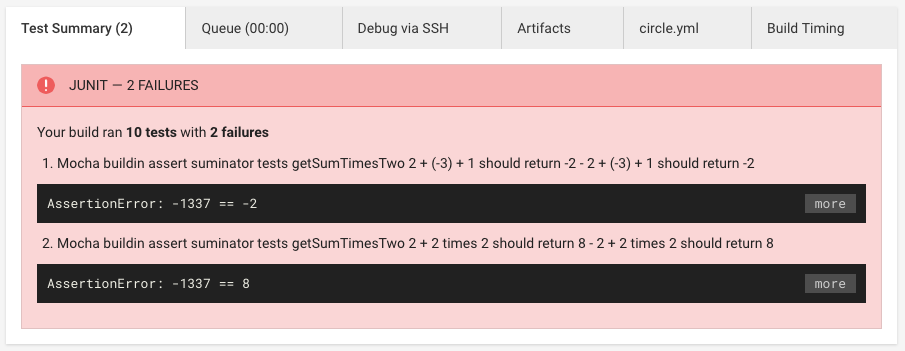 Test Summary (2) Queue (00:00) Debug via SSH Artifacts circle.yml Build Timing
! JUNIT — 2 FAILURES
Your build ran 10 tests with 2 failures
1. Mocha buildin assert suminator tests getSumTimesTwo 2 + (-3) + 1 should return -2 - 2 + (-3) + 1 should return -2
AssertionError: -1337 == -2 more
2. Mocha buildin assert suminator tests getSumTimesTwo 2 + 2 times 2 should return 8 - 2 + 2 times 2 should return 8
AssertionError: -1337 == 8 more